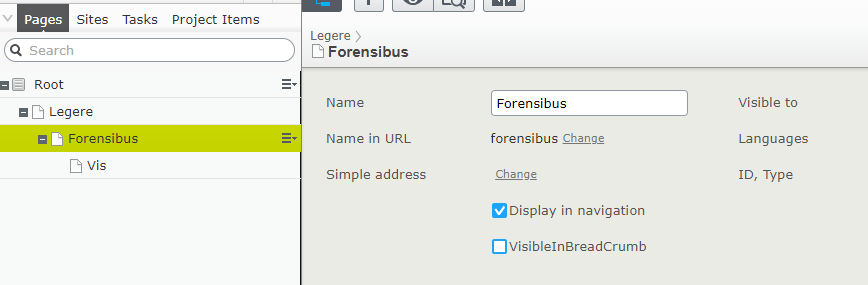 Pages Sites Tasks Project Items
Search
Root
Legere
Forensibus
Vis
Legere
Forensibus
Name Forensibus Visible to
Name in URL forensibus Change Languages
Simple address Change ID, Type
Display in navigation
VisibleInBreadCrumb